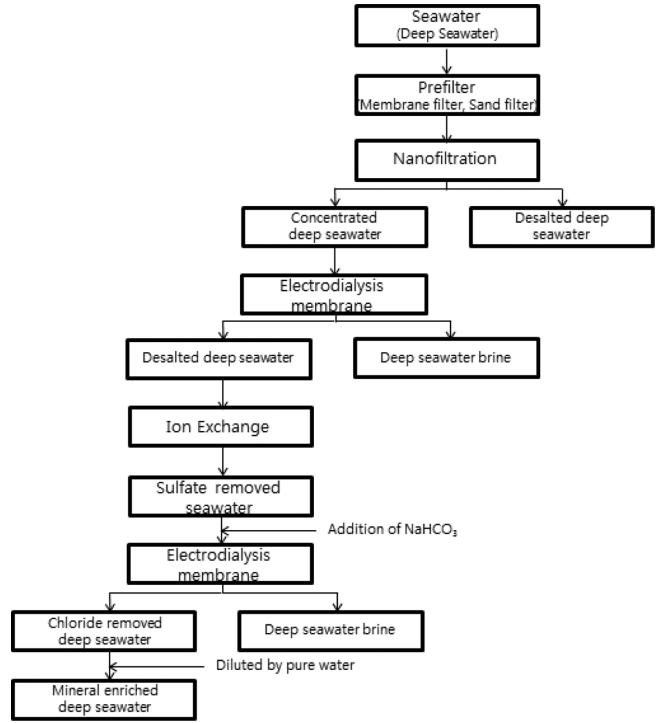 Seawater
(Deep Seawater)
Prefilter
(Membrane filter, Sand filter)
Nanofiltration
Concentrated
deep seawater
Desalted deep
seawater
Electrodialysis
membrane
Desalted deep seawater
Deep seawater brine
Ion Exchange
Sulfate removed
seawater
Addition of NaHCO₃
Electrodialysis
membrane
Chloride removed
deep seawater
Deep seawater brine
Diluted by pure water
Mineral enriched
deep seawater